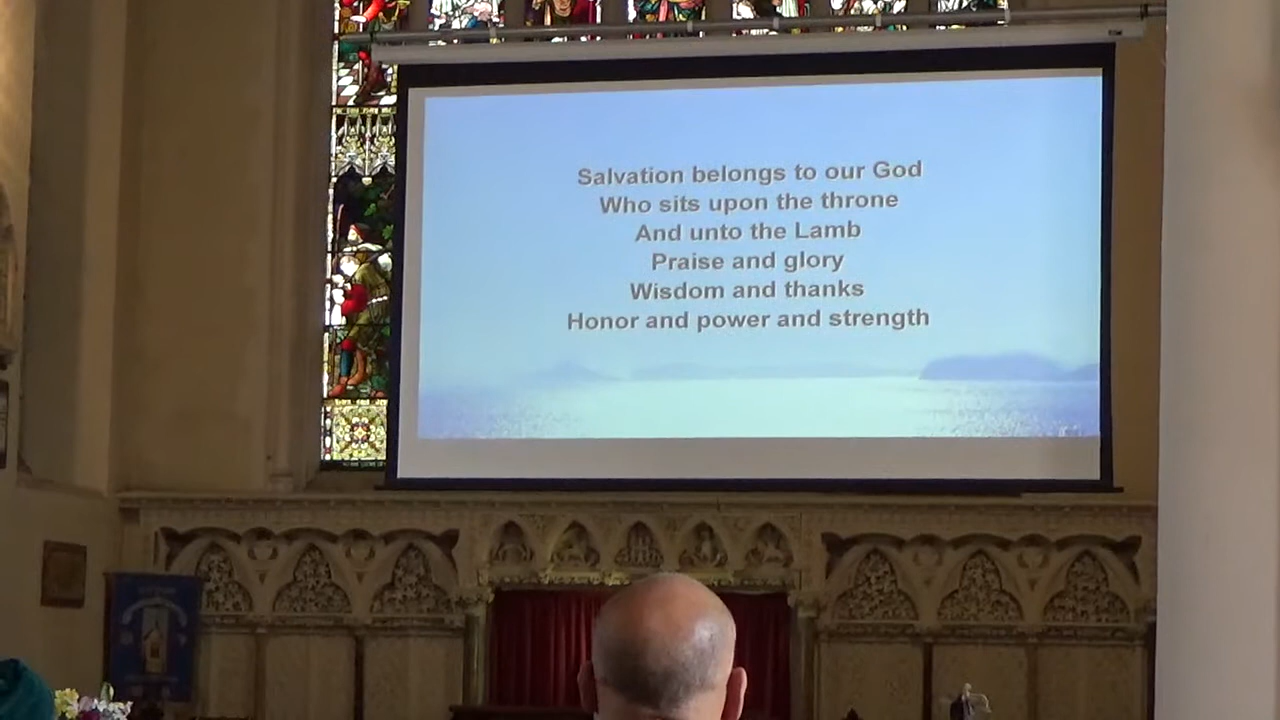 Salvation belongs to our God
Who sits upon the throne
And unto the Lamb
Praise and glory
Wisdom and thanks
Honor and power and strength